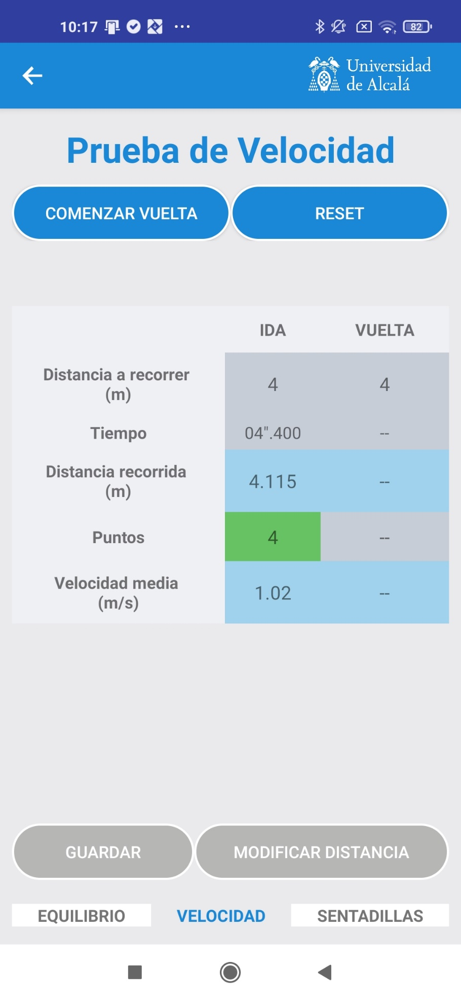 10:17
82
Universidad
de Alcalá
Prueba de Velocidad
COMENZAR VUELTA
RESET
IDA
VUELTA
Distancia a recorrer
(m)
4
4
Tiempo
04".400
--
Distancia recorrida
(m)
4.115
--
Puntos
4
--
Velocidad media
(m/s)
1.02
--
GUARDAR
MODIFICAR DISTANCIA
EQUILIBRIO
VELOCIDAD
SENTADILLAS